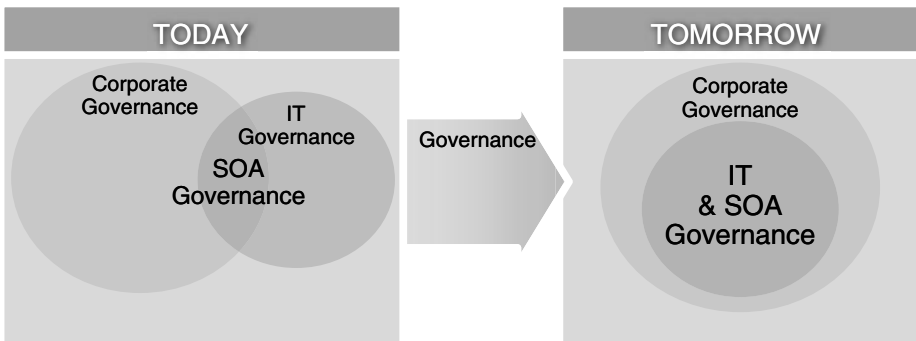 TODAY
Corporate
Governance
IT
Governance
SOA
Governance
Governance
TOMORROW
Corporate
Governance
IT
& SOA
Governance